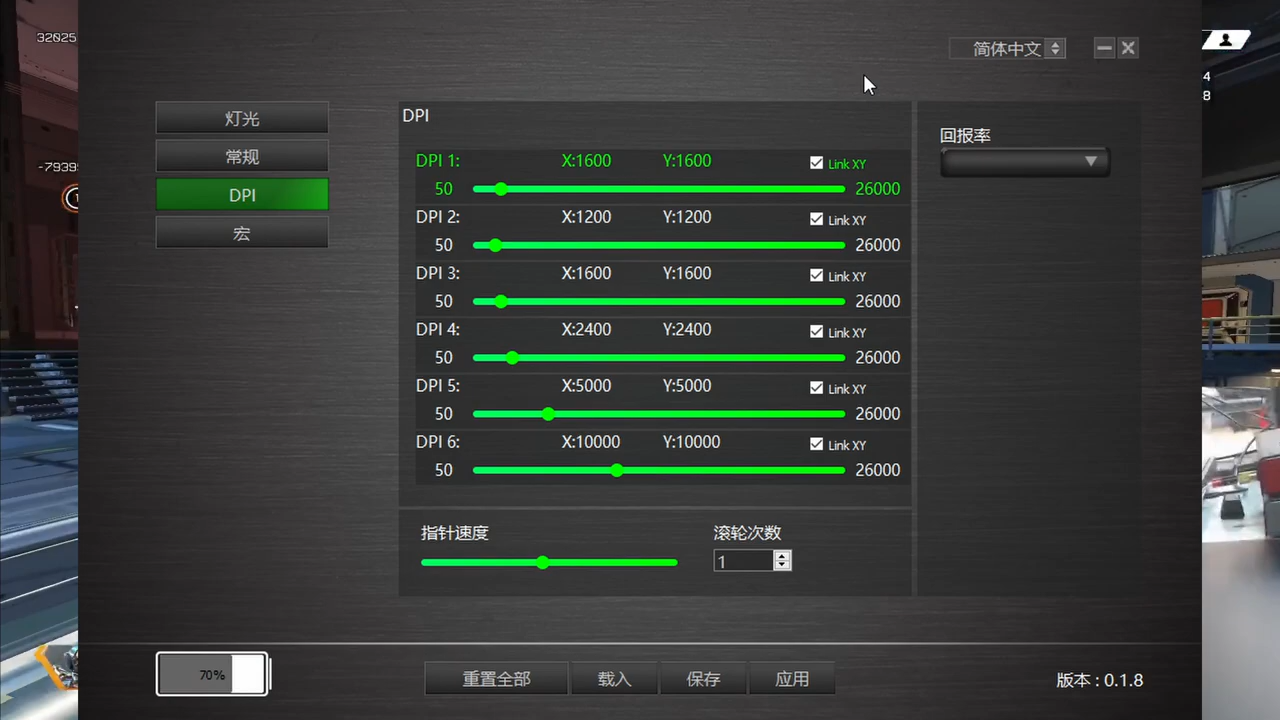 32025
简体中文
4
8
-79395
灯光
常规
DPI
宏
DPI
DPI 1: X:1600 Y:1600 Link XY
50 26000
DPI 2: X:1200 Y:1200 Link XY
50 26000
DPI 3: X:1600 Y:1600 Link XY
50 26000
DPI 4: X:2400 Y:2400 Link XY
50 26000
DPI 5: X:5000 Y:5000 Link XY
50 26000
DPI 6: X:10000 Y:10000 Link XY
50 26000
回报率
指针速度 滚轮次数
1
70%
重置全部 载入 保存 应用
版本 : 0.1.8